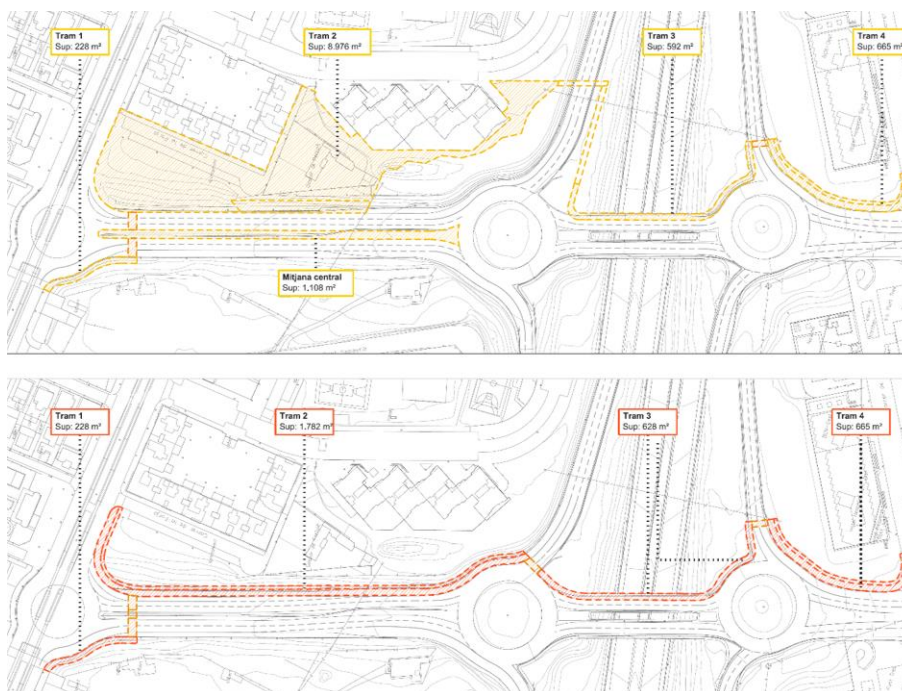 Tram 1
Sup: 228 m²
Tram 2
Sup: 8.976 m²
Tram 3
Sup: 592 m²
Tram 4
Sup: 665 m²
Mitjana central
Sup: 1,108 m²
Tram 1
Sup: 228 m²
Tram 2
Sup: 1,782 m²
Tram 3
Sup: 628 m²
Tram 4
Sup: 665 m²